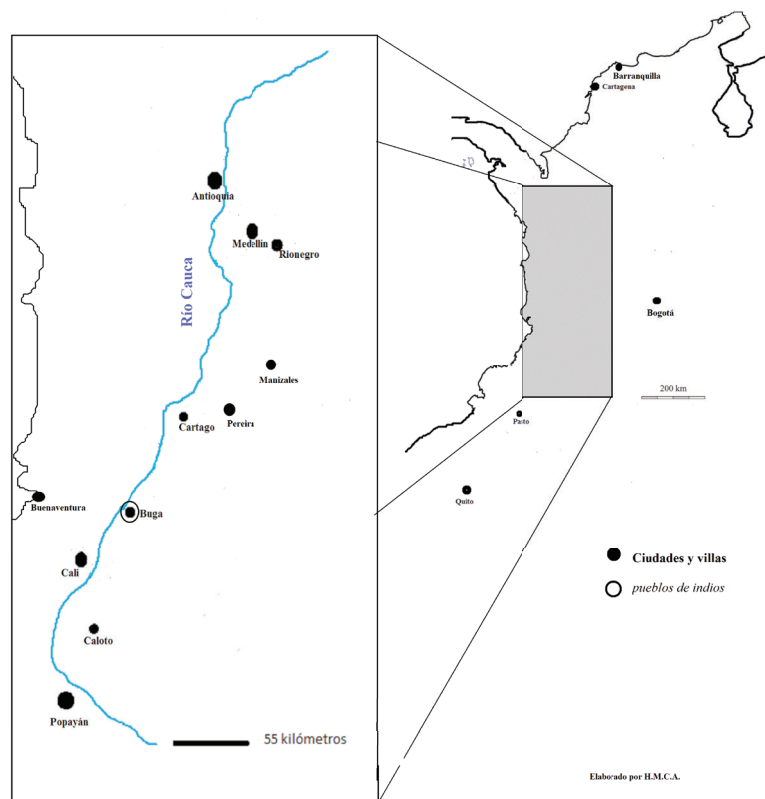 Barranquilla
Cartagena
Antioquia
Medellín
Rionegro
Río Cauca
Bogotá
Manizales
200 km
Cartago
Pereira
Pasto
Buenaventura
Buga
Quito
Cali
Ciudades y villas
pueblos de indios
Caloto
Popayán
55 kilómetros
Elaborado por H.M.C.A.